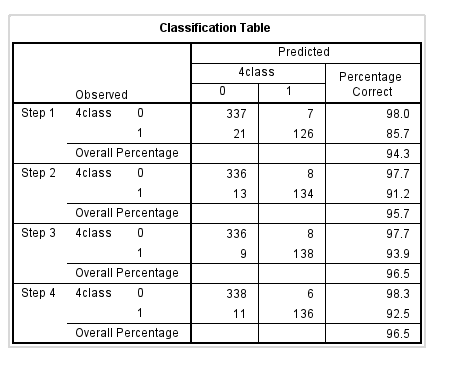 Classification Table
Predicted
4class
Percentage Correct
Observed
0 1
Step 1 4class 0 337 7 98.0
1 21 126 85.7
Overall Percentage 94.3
Step 2 4class 0 336 8 97.7
1 13 134 91.2
Overall Percentage 95.7
Step 3 4class 0 336 8 97.7
1 9 138 93.9
Overall Percentage 96.5
Step 4 4class 0 338 6 98.3
1 11 136 92.5
Overall Percentage 96.5